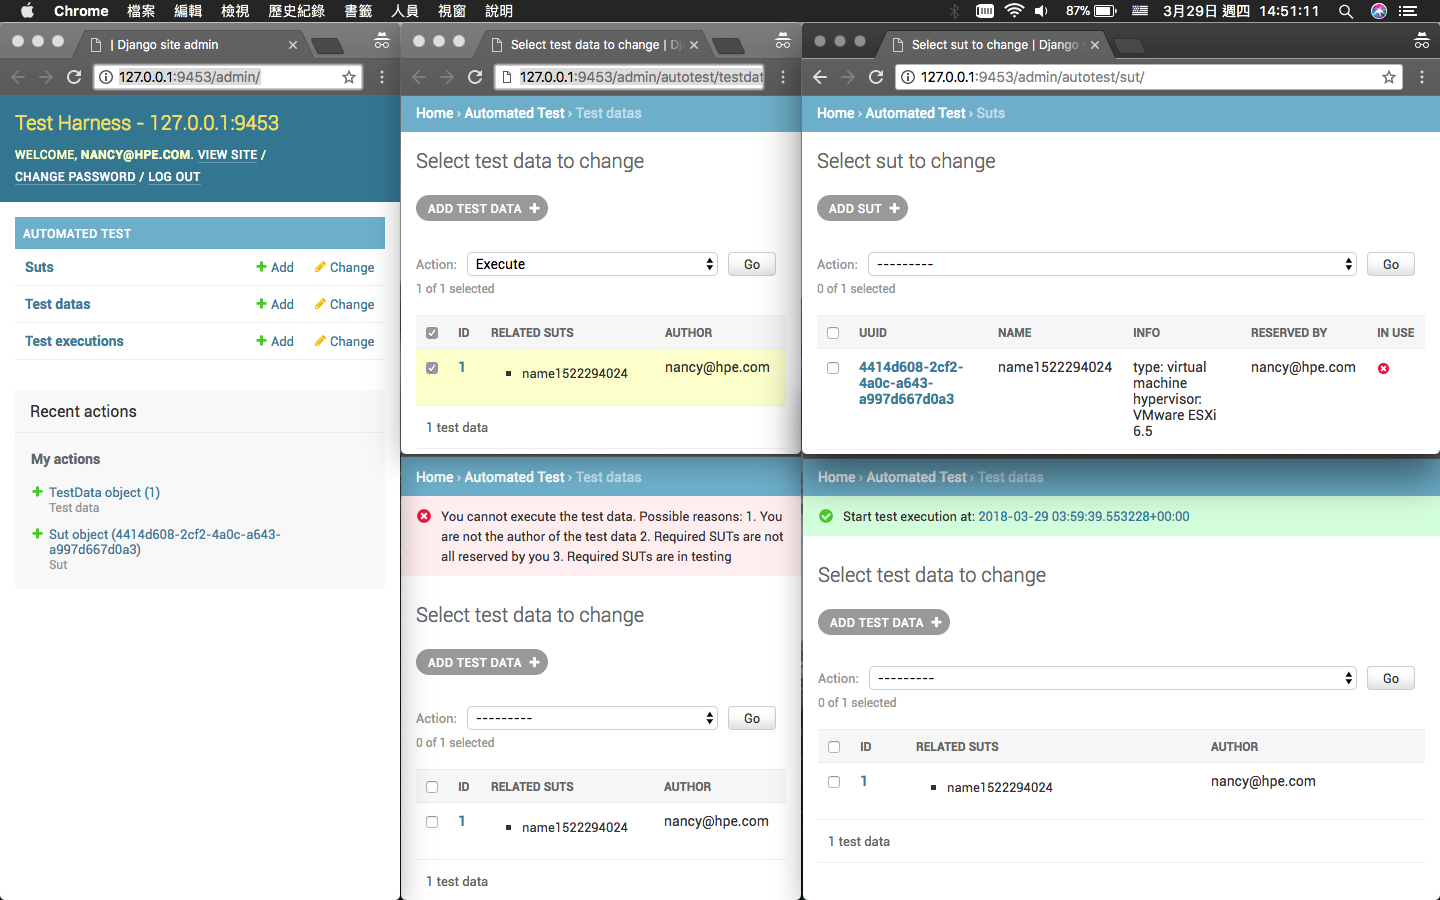 Chrome 檔案 編輯 檢視 歷史紀錄 書籤 人員 視窗 說明 87% 3月29日 週四 14:51:11
| Django site admin
127.0.0.1:9453/admin/
Test Harness - 127.0.0.1:9453
WELCOME, NANCY@HPE.COM. VIEW SITE /
CHANGE PASSWORD / LOG OUT
AUTOMATED TEST
Suts Add Change
Test datas Add Change
Test executions Add Change
Recent actions
My actions
TestData object (1)
Test data
Sut object (4414d608-2cf2-4a0c-a643-
a997d667d0a3)
Sut
Select test data to change | Dj
127.0.0.1:9453/admin/autotest/testdat
Home › Automated Test › Test datas
Select test data to change
ADD TEST DATA +
Action: Execute Go
1 of 1 selected
ID RELATED SUTS AUTHOR
1 name1522294024 nancy@hpe.com
1 test data
Select sut to change | Django s
127.0.0.1:9453/admin/autotest/sut/
Home › Automated Test › Suts
Select sut to change
ADD SUT +
Action: --------- Go
0 of 1 selected
UUID NAME INFO RESERVED BY IN USE
4414d608-2cf2-
4a0c-a643-
a997d667d0a3
name1522294024
type: virtual
machine
hypervisor:
VMware ESXi
6.5
nancy@hpe.com
Home › Automated Test › Test datas
You cannot execute the test data. Possible reasons: 1. You
are not the author of the test data 2. Required SUTs are not
all reserved by you 3. Required SUTs are in testing
Select test data to change
ADD TEST DATA +
Action: --------- Go
0 of 1 selected
ID RELATED SUTS AUTHOR
1 name1522294024 nancy@hpe.com
1 test data
Home › Automated Test › Test datas
Start test execution at: 2018-03-29 03:59:39.553228+00:00
Select test data to change
ADD TEST DATA +
Action: --------- Go
0 of 1 selected
ID RELATED SUTS AUTHOR
1 name1522294024 nancy@hpe.com
1 test data